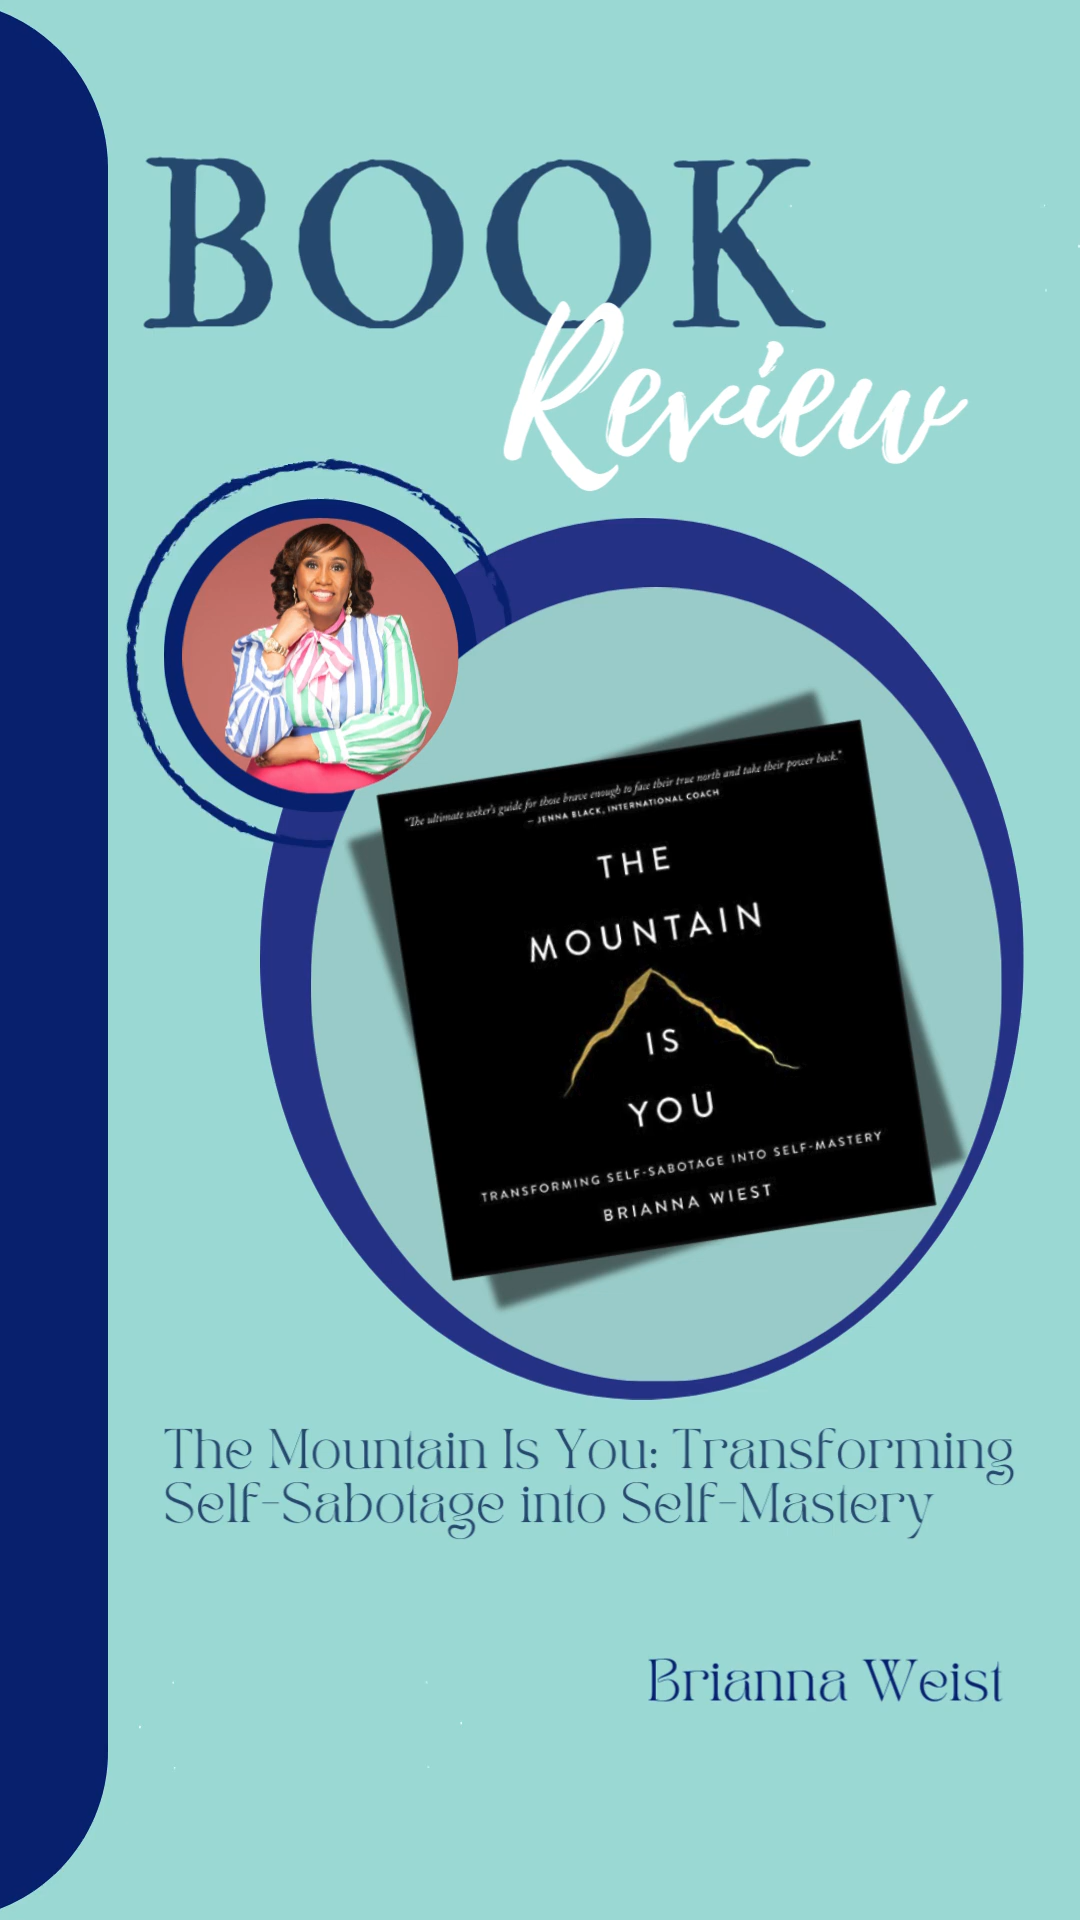 BOOK
Review
“The ultimate seeker's guide for those brave enough to face their true north and take their power back.”
– JENNA BLACK, INTERNATIONAL COACH
THE
MOUNTAIN
IS
YOU
TRANSFORMING SELF-SABOTAGE INTO SELF-MASTERY
BRIANNA WIEST
The Mountain Is You: Transforming
Self-Sabotage into Self-Mastery
Brianna Weist